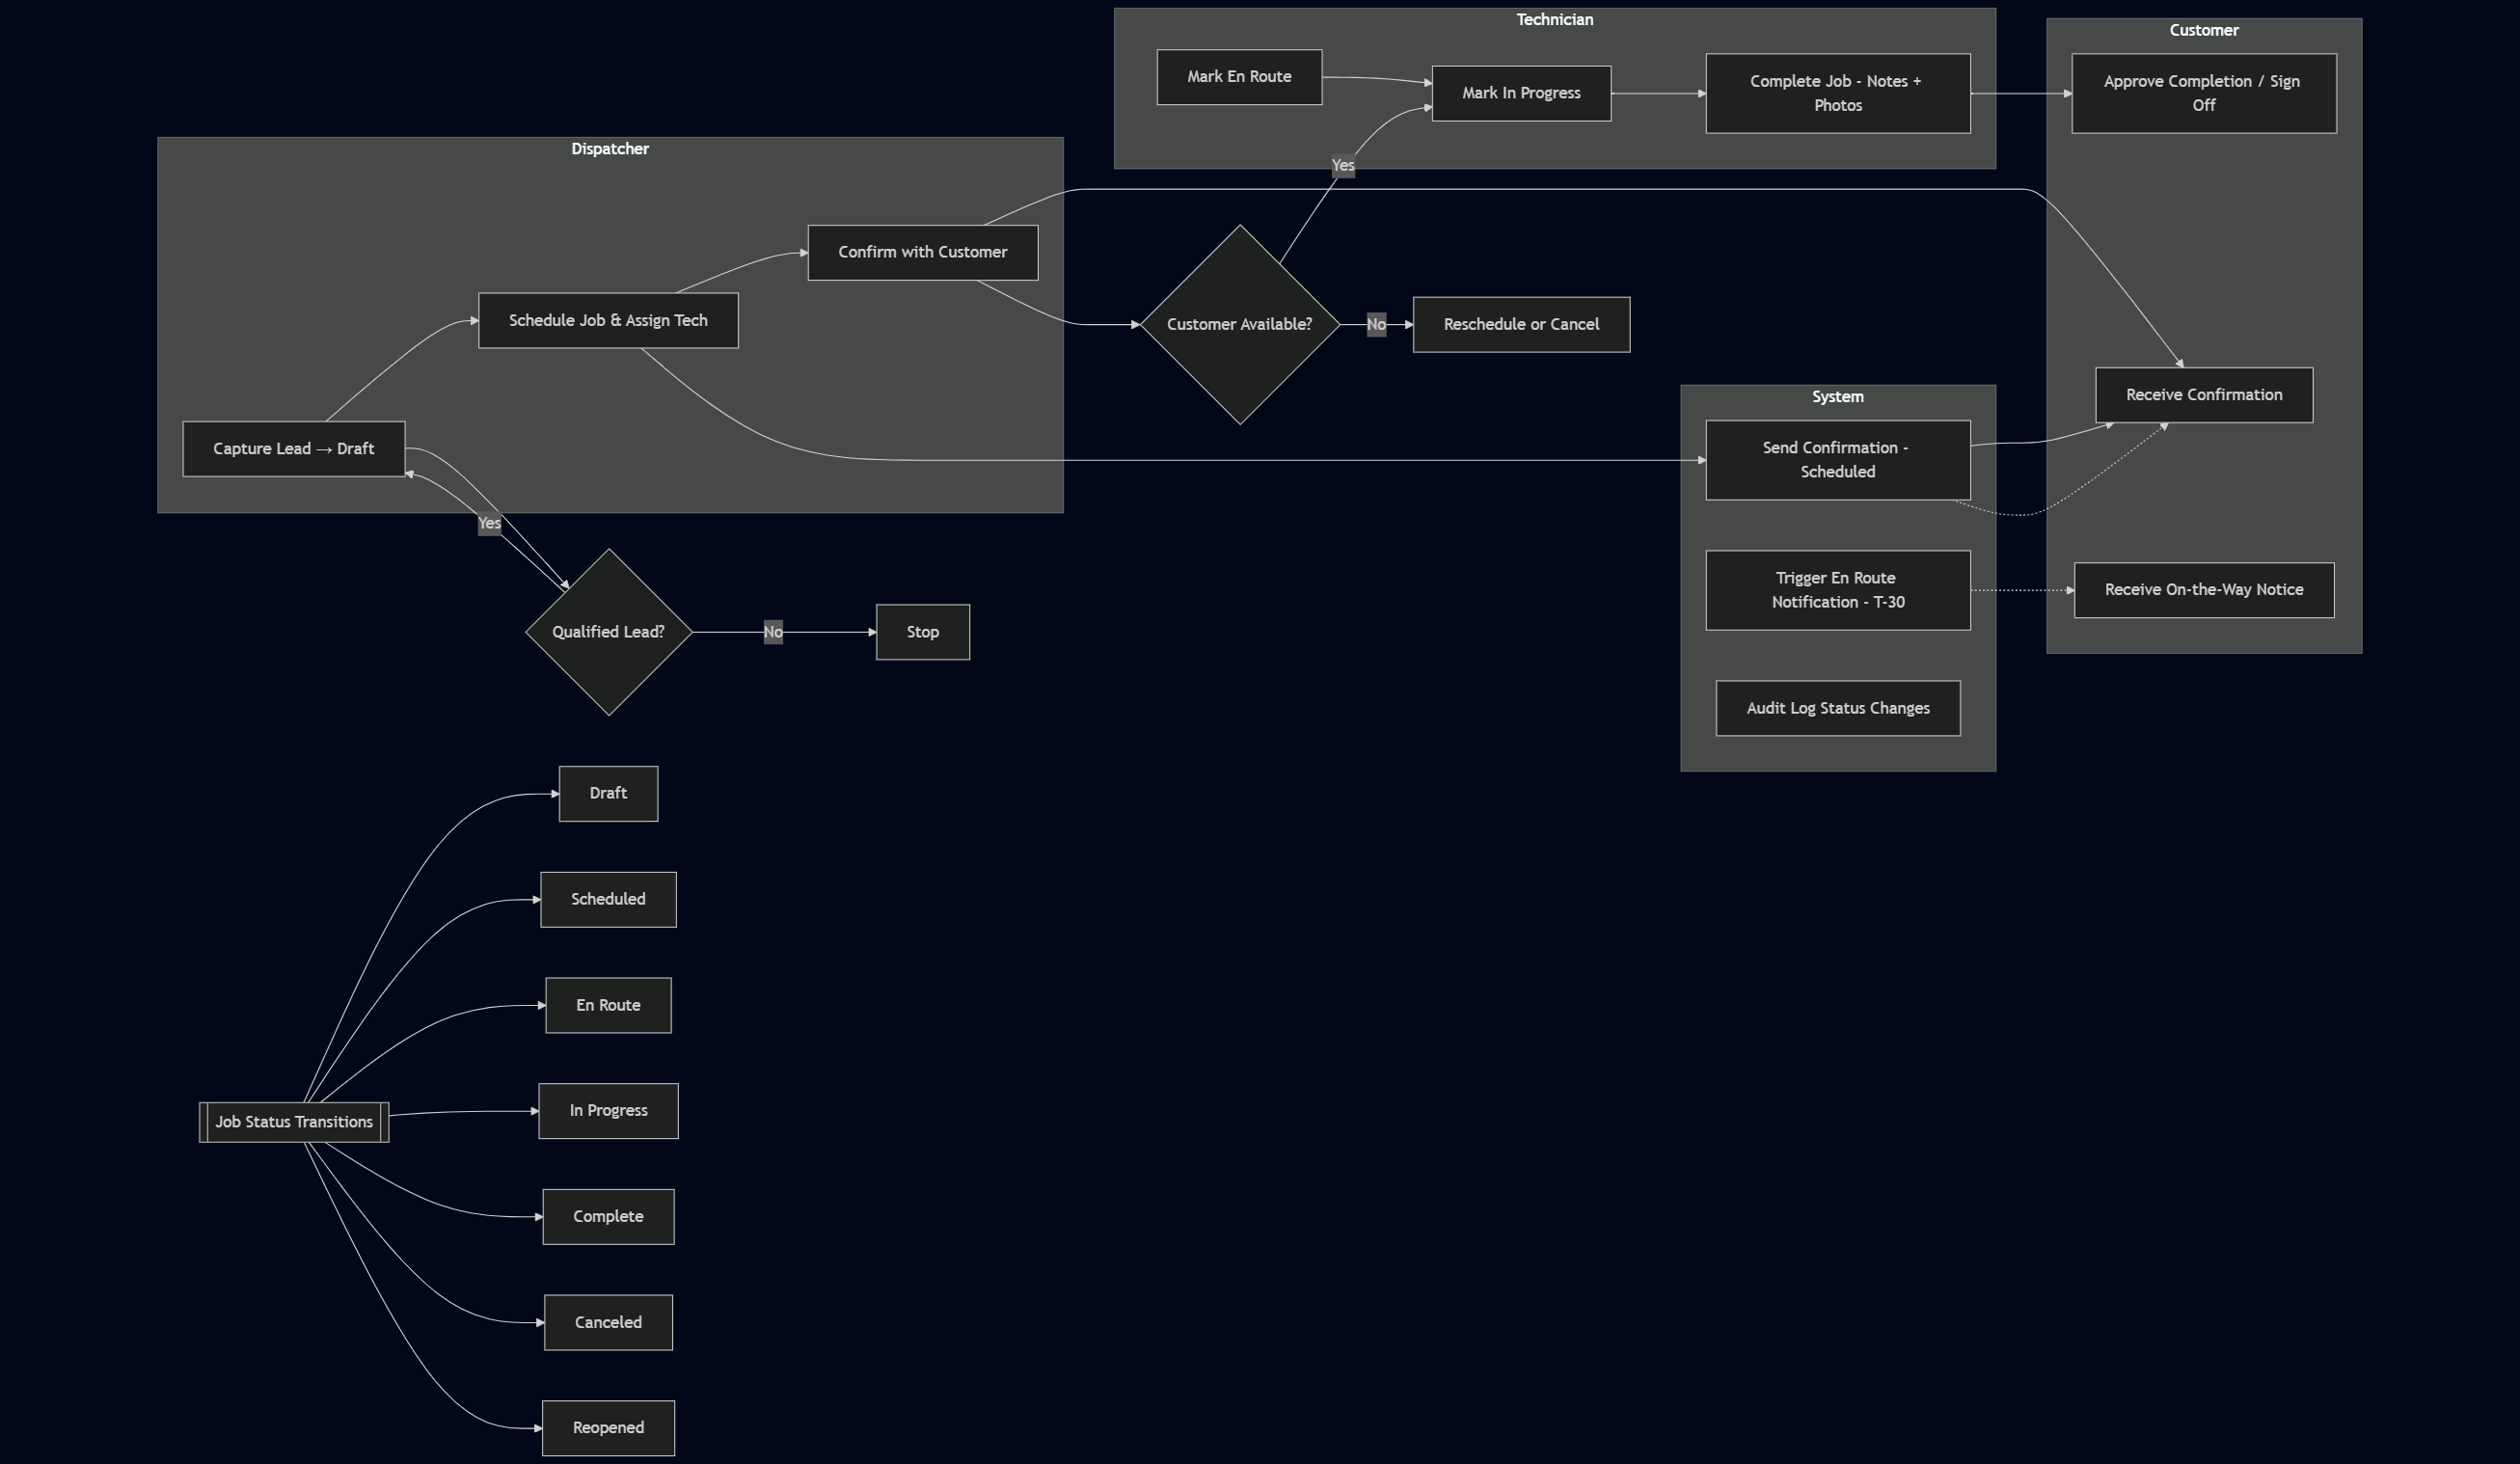 Technician
Mark En Route
Mark In Progress
Complete Job - Notes +
Photos
Customer
Approve Completion / Sign
Off
Dispatcher
Yes
Confirm with Customer
Schedule Job & Assign Tech
Customer Available?
No
Reschedule or Cancel
Receive Confirmation
System
Send Confirmation -
Scheduled
Capture Lead → Draft
Yes
Trigger En Route
Notification - T-30
Receive On-the-Way Notice
Qualified Lead?
No
Stop
Audit Log Status Changes
Draft
Scheduled
En Route
In Progress
Job Status Transitions
Complete
Canceled
Reopened